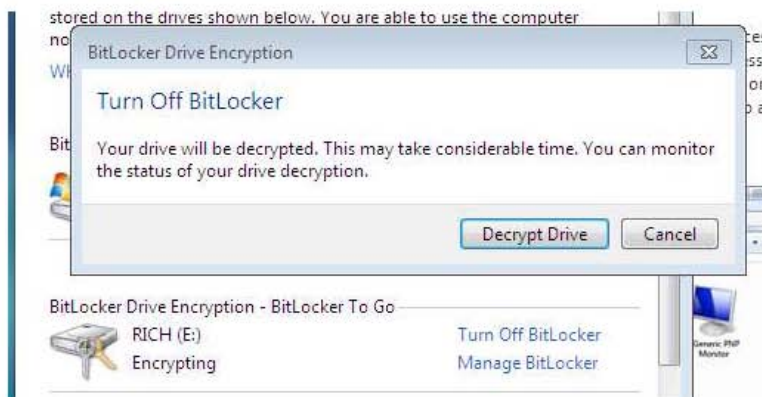 stored on the drives shown below. You are able to use the computer
no
BitLocker Drive Encryption
Turn Off BitLocker
Your drive will be decrypted. This may take considerable time. You can monitor
the status of your drive decryption.
Decrypt Drive
Cancel
BitLocker Drive Encryption - BitLocker To Go
RICH (E:)
Turn Off BitLocker
Encrypting
Manage BitLocker
Generic PNP
Monitor